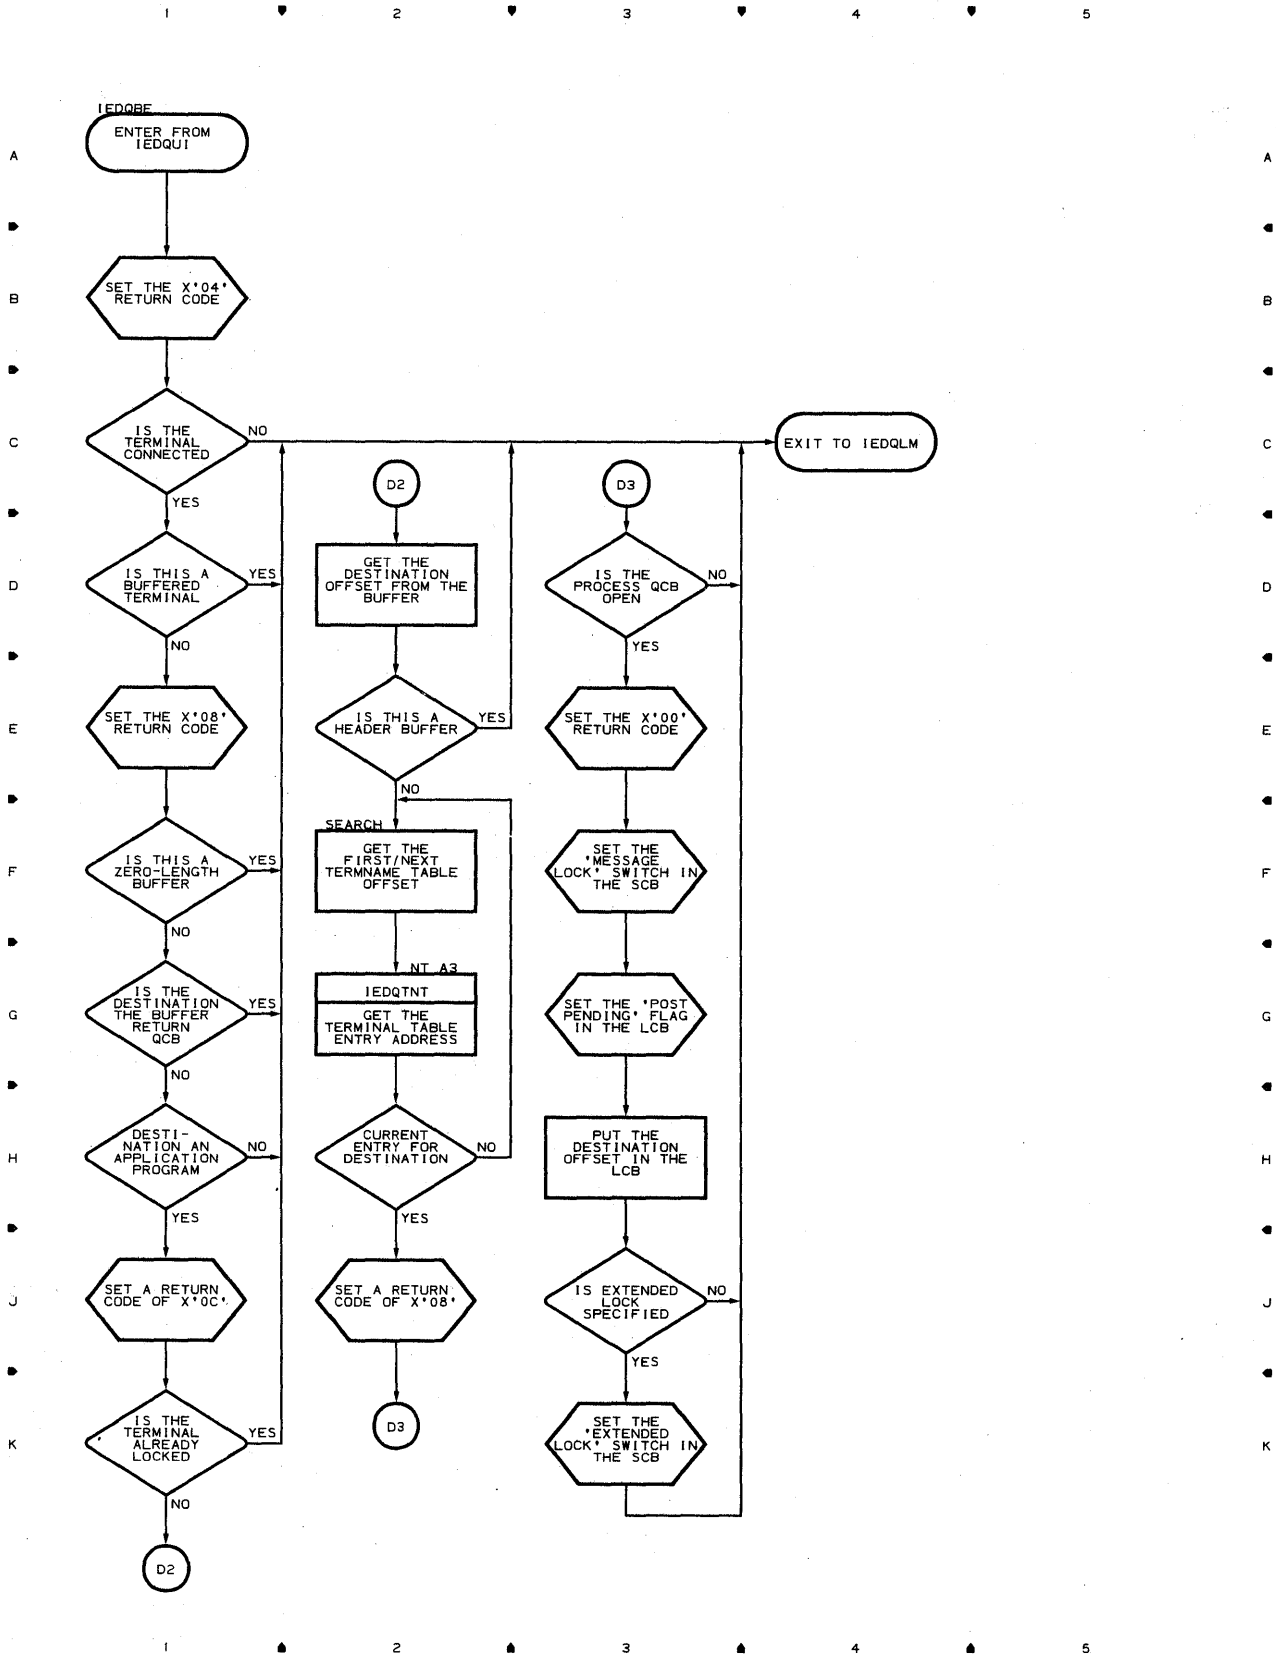 1 2 3 4 5
IEDQBE
ENTER FROM
IEDQUI
A A
SET THE X'04'
RETURN CODE
B B
IS THE
TERMINAL
CONNECTED
NO
YES
EXIT TO IEDQLM
C C
D2
D3
IS THIS A
BUFFERED
TERMINAL
YES
NO
GET THE
DESTINATION
OFFSET FROM THE
BUFFER
IS THE
PROCESS QCB
OPEN
NO
YES
D D
SET THE X'08'
RETURN CODE
IS THIS A
HEADER BUFFER
YES
NO
SET THE X'00'
RETURN CODE
E E
IS THIS A
ZERO-LENGTH
BUFFER
YES
NO
SEARCH
GET THE
FIRST/NEXT
TERMNAME TABLE
OFFSET
SET THE
'MESSAGE
LOCK' SWITCH IN
THE SCB
F F
IS THE
DESTINATION
THE BUFFER
RETURN
QCB
YES
NO
NT A3
IEDQTNT
GET THE
TERMINAL TABLE
ENTRY ADDRESS
SET THE 'POST
PENDING' FLAG
IN THE LCB
G G
DESTI-
NATION AN
APPLICATION
PROGRAM
NO
YES
CURRENT
ENTRY FOR
DESTINATION
NO
YES
PUT THE
DESTINATION
OFFSET IN THE
LCB
H H
SET A RETURN
CODE OF X'0C'
SET A RETURN
CODE OF X'08'
IS EXTENDED
LOCK
SPECIFIED
NO
YES
J J
IS THE
TERMINAL
ALREADY
LOCKED
YES
NO
D3
SET THE
'EXTENDED
LOCK' SWITCH IN
THE SCB
K K
D2
1 2 3 4 5